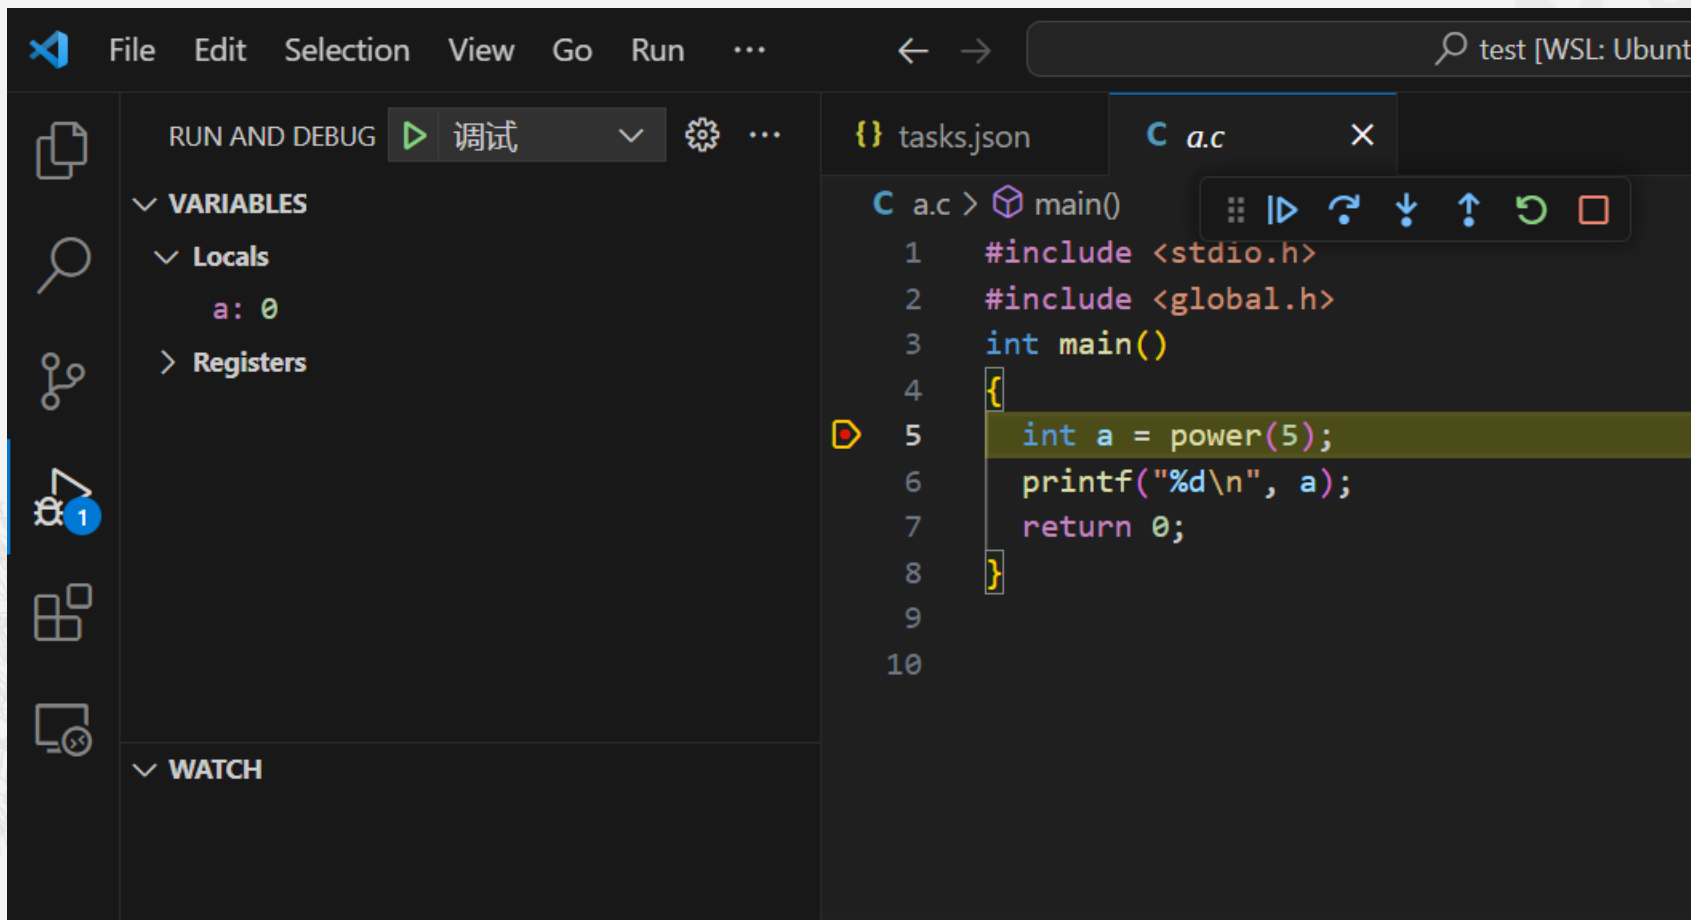 File Edit Selection View Go Run ··· test [WSL: Ubunt
RUN AND DEBUG 调试 ···
VARIABLES
Locals
a: 0
Registers
1
WATCH
{} tasks.json C a.c
C a.c > main()
1 #include <stdio.h>
2 #include <global.h>
3 int main()
4 {
5 int a = power(5);
6 printf("%d\n", a);
7 return 0;
8 }
9
10